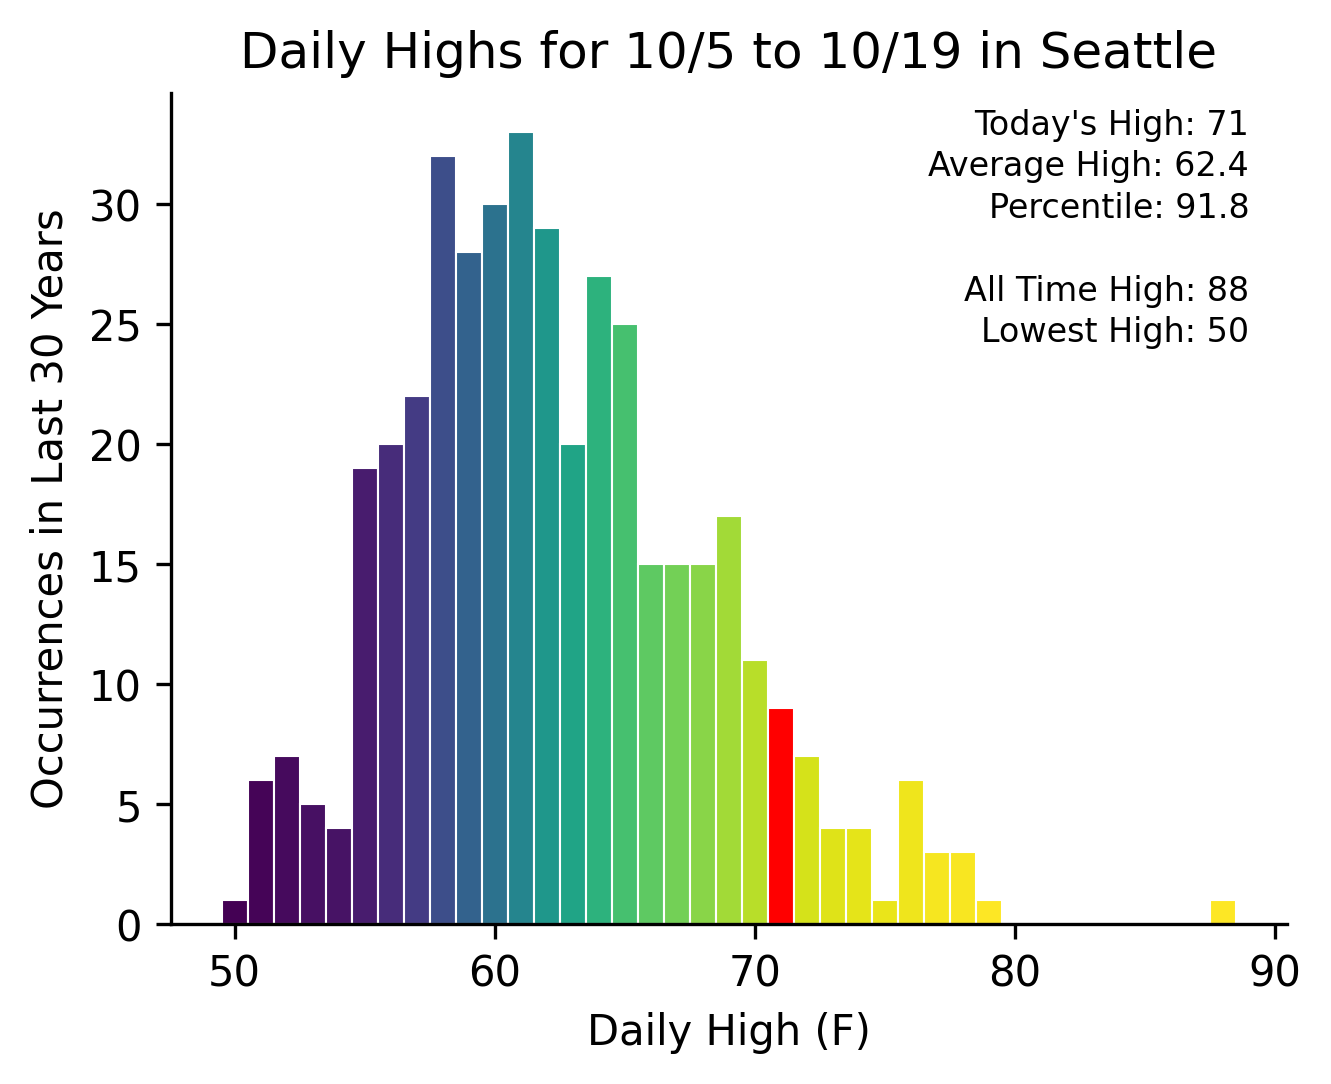 Daily Highs for 10/5 to 10/19 in Seattle
Today's High: 71
Average High: 62.4
Percentile: 91.8
All Time High: 88
Lowest High: 50
Occurrences in Last 30 Years
30
25
20
15
10
5
0
50 60 70 80 90
Daily High (F)